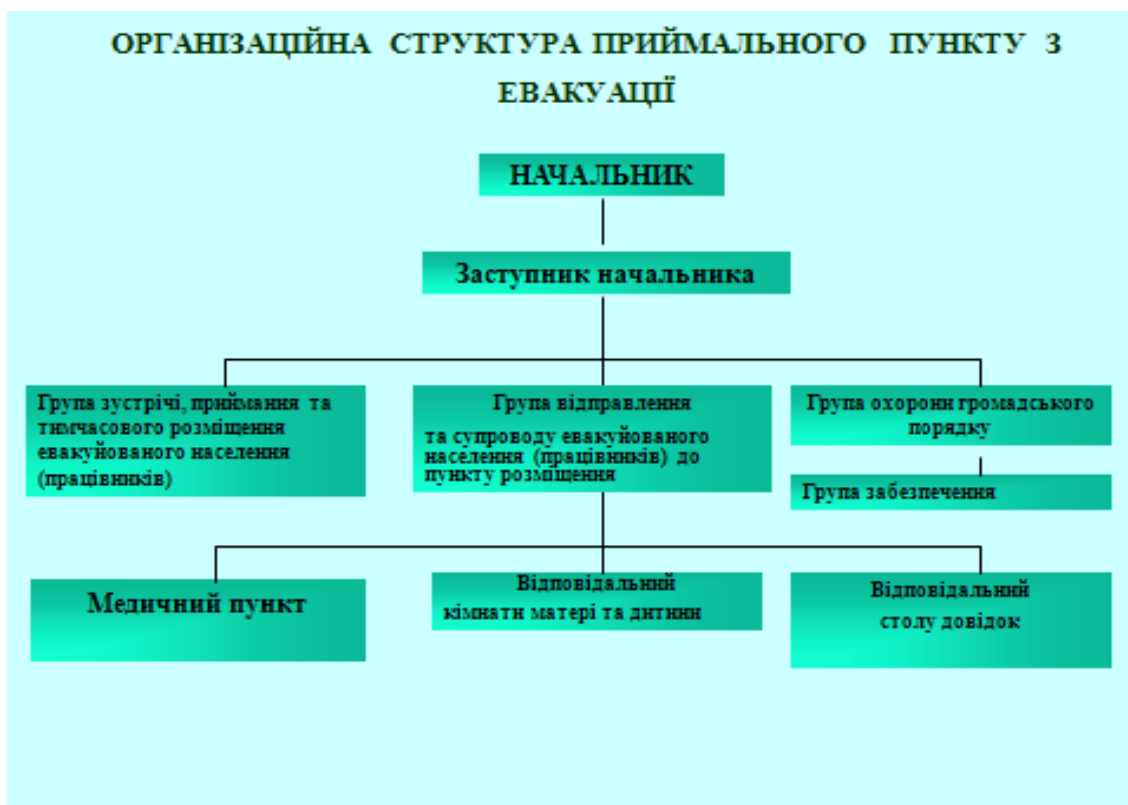 ОРГАНІЗАЦІЙНА СТРУКТУРА ПРИЙМАЛЬНОГО ПУНКТУ З
ЕВАКУАЦІЇ
НАЧАЛЬНИК
Заступник начальника
Група зустрічі, приймання та
тимчасового розміщення
евакуйованого населення
(працівників)
Група відправлення
та супроводу евакуйованого
населення (працівників) до
пункту розміщення
Група охорони громадського
порядку
Група забезпечення
Медичний пункт
Відповідальний
кімнати матері та дитини
Відповідальний
столу довідок